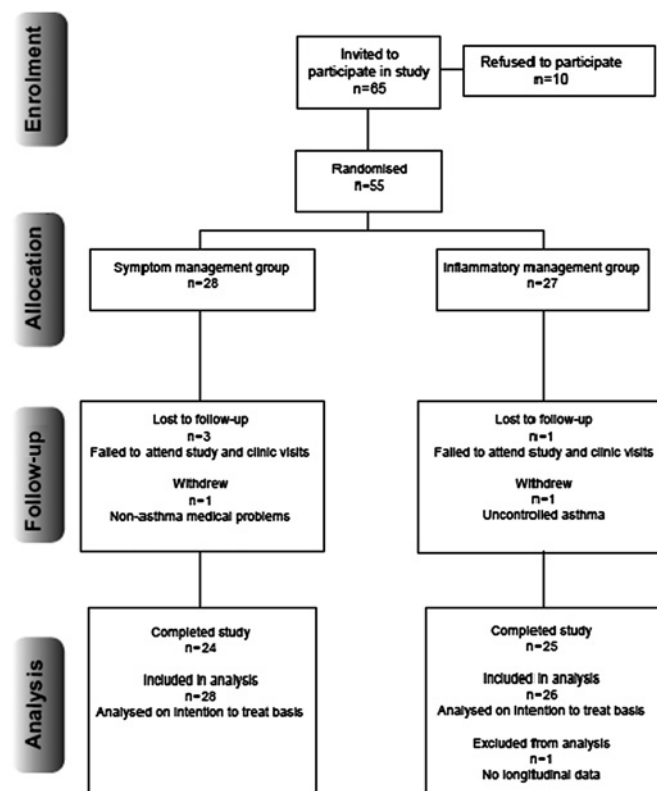 Enrolment
Invited to
participate in study
n=65
Refused to participate
n=10
Randomised
n=55
Allocation
Symptom management group
n=28
Inflammatory management group
n=27
Follow-up
Lost to follow-up
n=3
Failed to attend study and clinic visits
Withdrew
n=1
Non-asthma medical problems
Lost to follow-up
n=1
Failed to attend study and clinic visits
Withdrew
n=1
Uncontrolled asthma
Analysis
Completed study
n=24
Included in analysis
n=28
Analysed on intention to treat basis
Completed study
n=25
Included in analysis
n=26
Analysed on intention to treat basis
Excluded from analysis
n=1
No longitudinal data